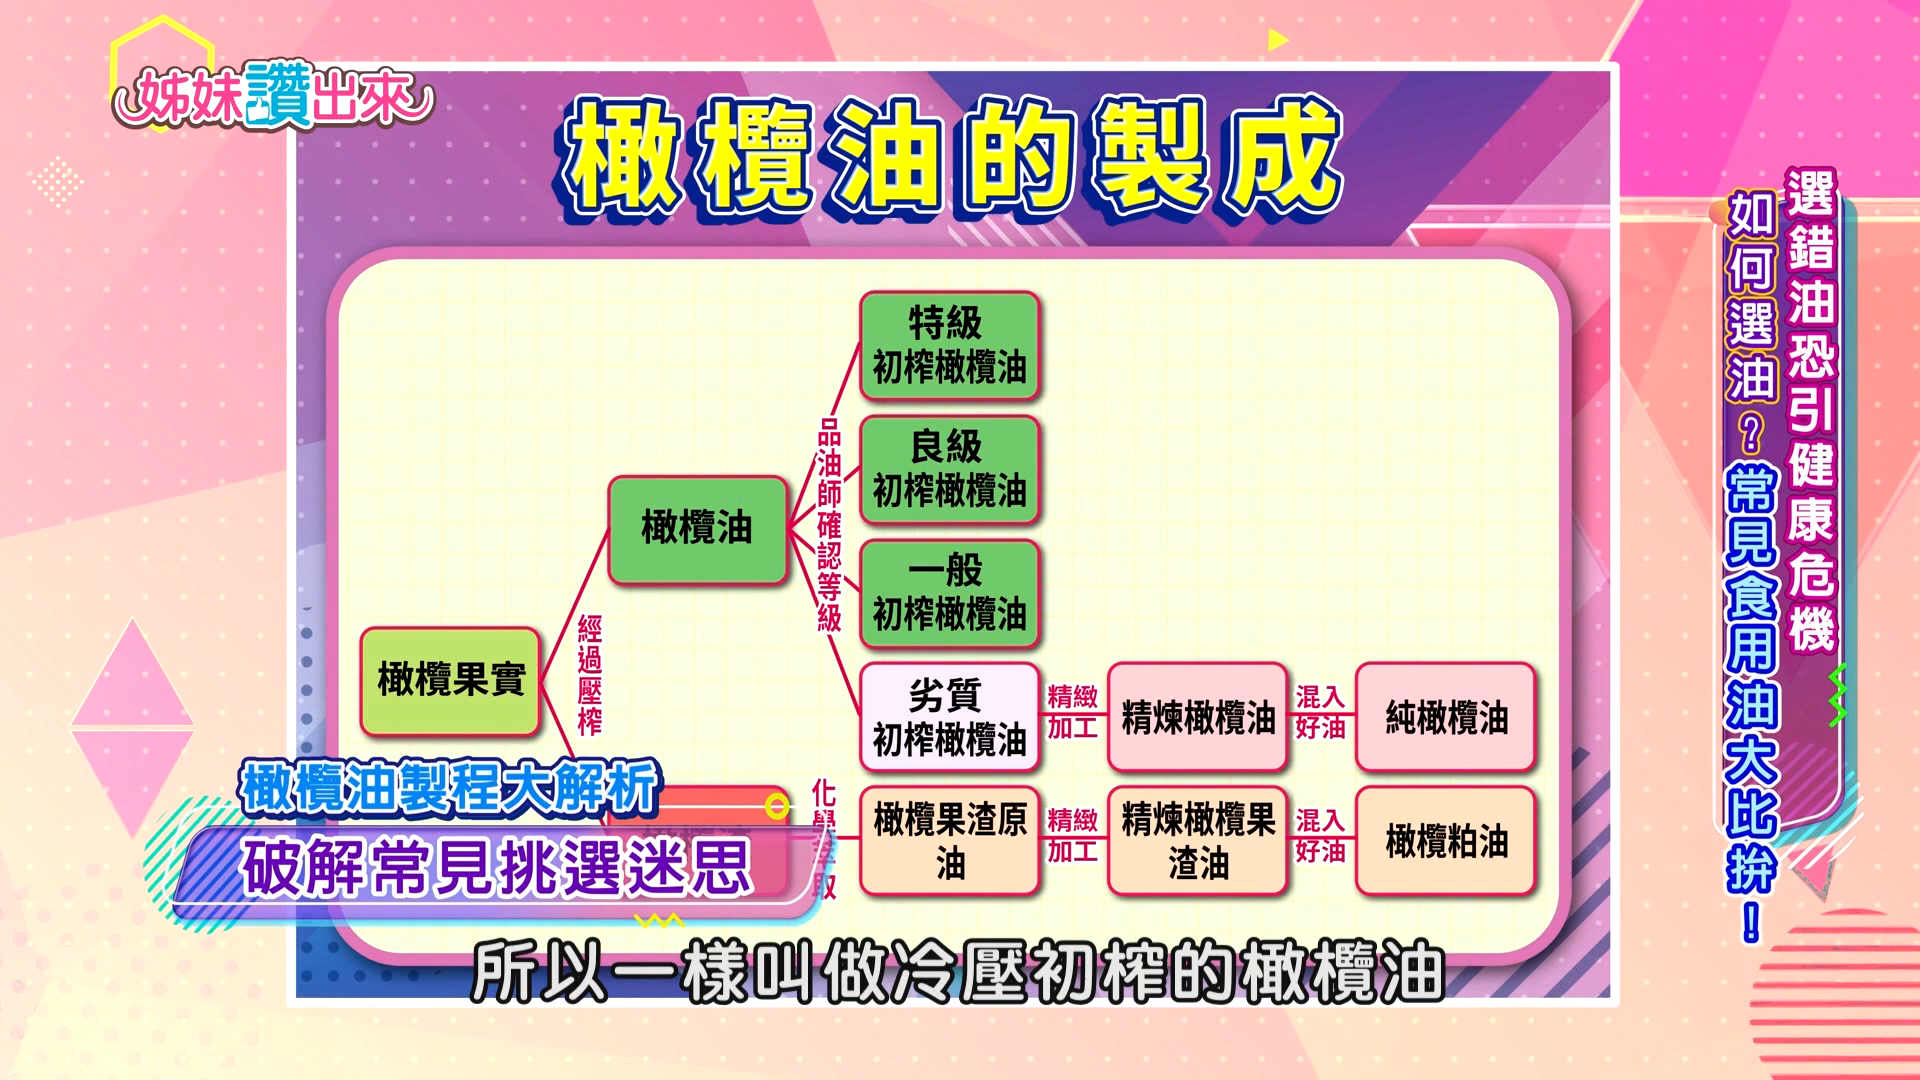 姊妹讚出來
橄欖油的製成
選錯油恐引健康危機
如何選油？常見食用油大比拚！
特級
初榨橄欖油
良級
初榨橄欖油
一般
初榨橄欖油
品油師確認等級
橄欖油
橄欖果實
經過壓榨
劣質
初榨橄欖油
精緻
加工
精煉橄欖油
混入
好油
純橄欖油
化學
取
橄欖果渣原
油
精緻
加工
精煉橄欖果
渣油
混入
好油
橄欖粕油
橄欖油製程大解析
破解常見挑選迷思
所以一樣叫做冷壓初榨的橄欖油